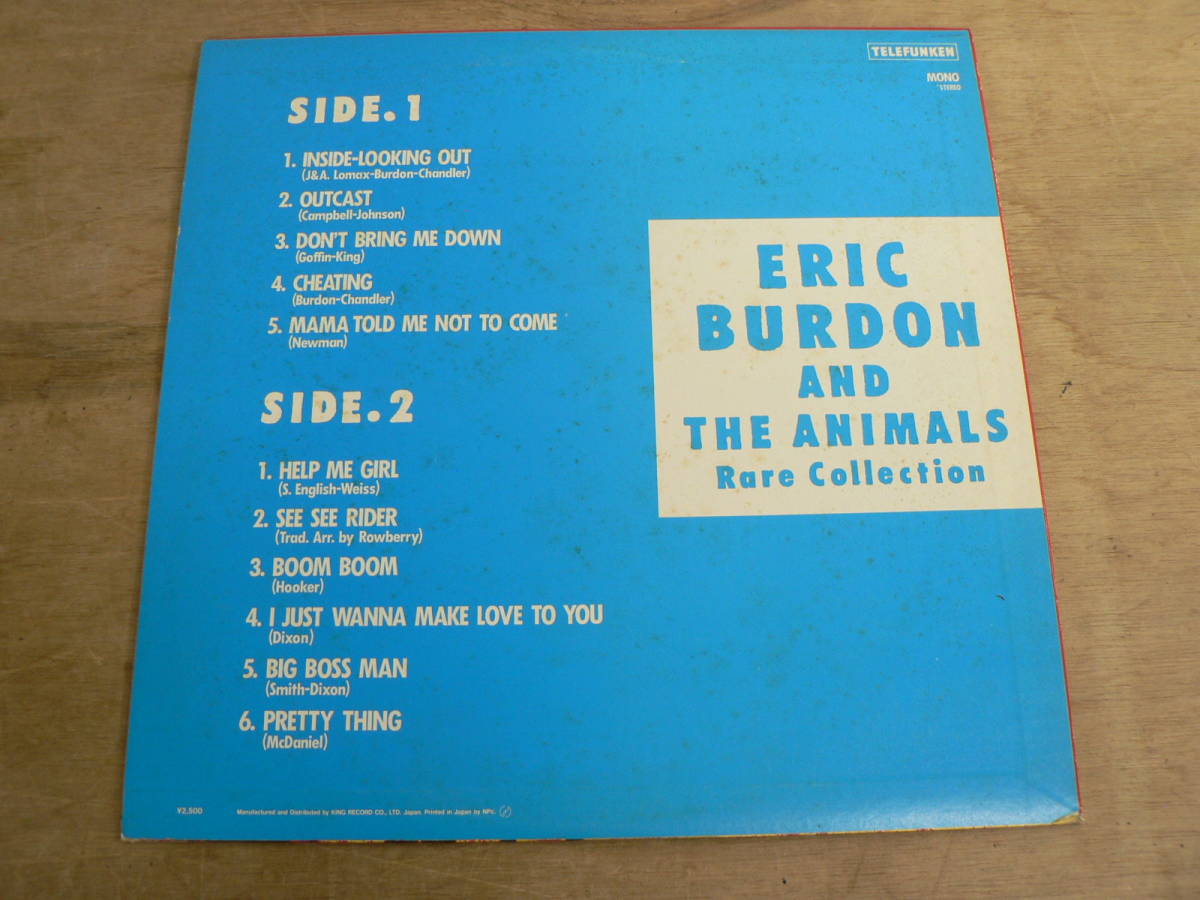 TELEFUNKEN
MONO
*STEREO
SIDE.1
1. INSIDE-LOOKING OUT
(J&A. Lomax-Burdon-Chandler)
2. OUTCAST
(Campbell-Johnson)
3. DON'T BRING ME DOWN
(Goffin-King)
4. CHEATING
(Burdon-Chandler)
5. MAMA TOLD ME NOT TO COME
(Newman)
SIDE.2
1. HELP ME GIRL
(S. English-Weiss)
2. SEE SEE RIDER
(Trad. Arr. by Rowberry)
3. BOOM BOOM
(Hooker)
4. I JUST WANNA MAKE LOVE TO YOU
(Dixon)
5. BIG BOSS MAN
(Smith-Dixon)
6. PRETTY THING
(McDaniel)
ERIC
BURDON
AND
THE ANIMALS
Rare Collection
¥2,500
Manufactured and Distributed by KING RECORD CO., LTD. Japan. Printed in Japan by NPc.